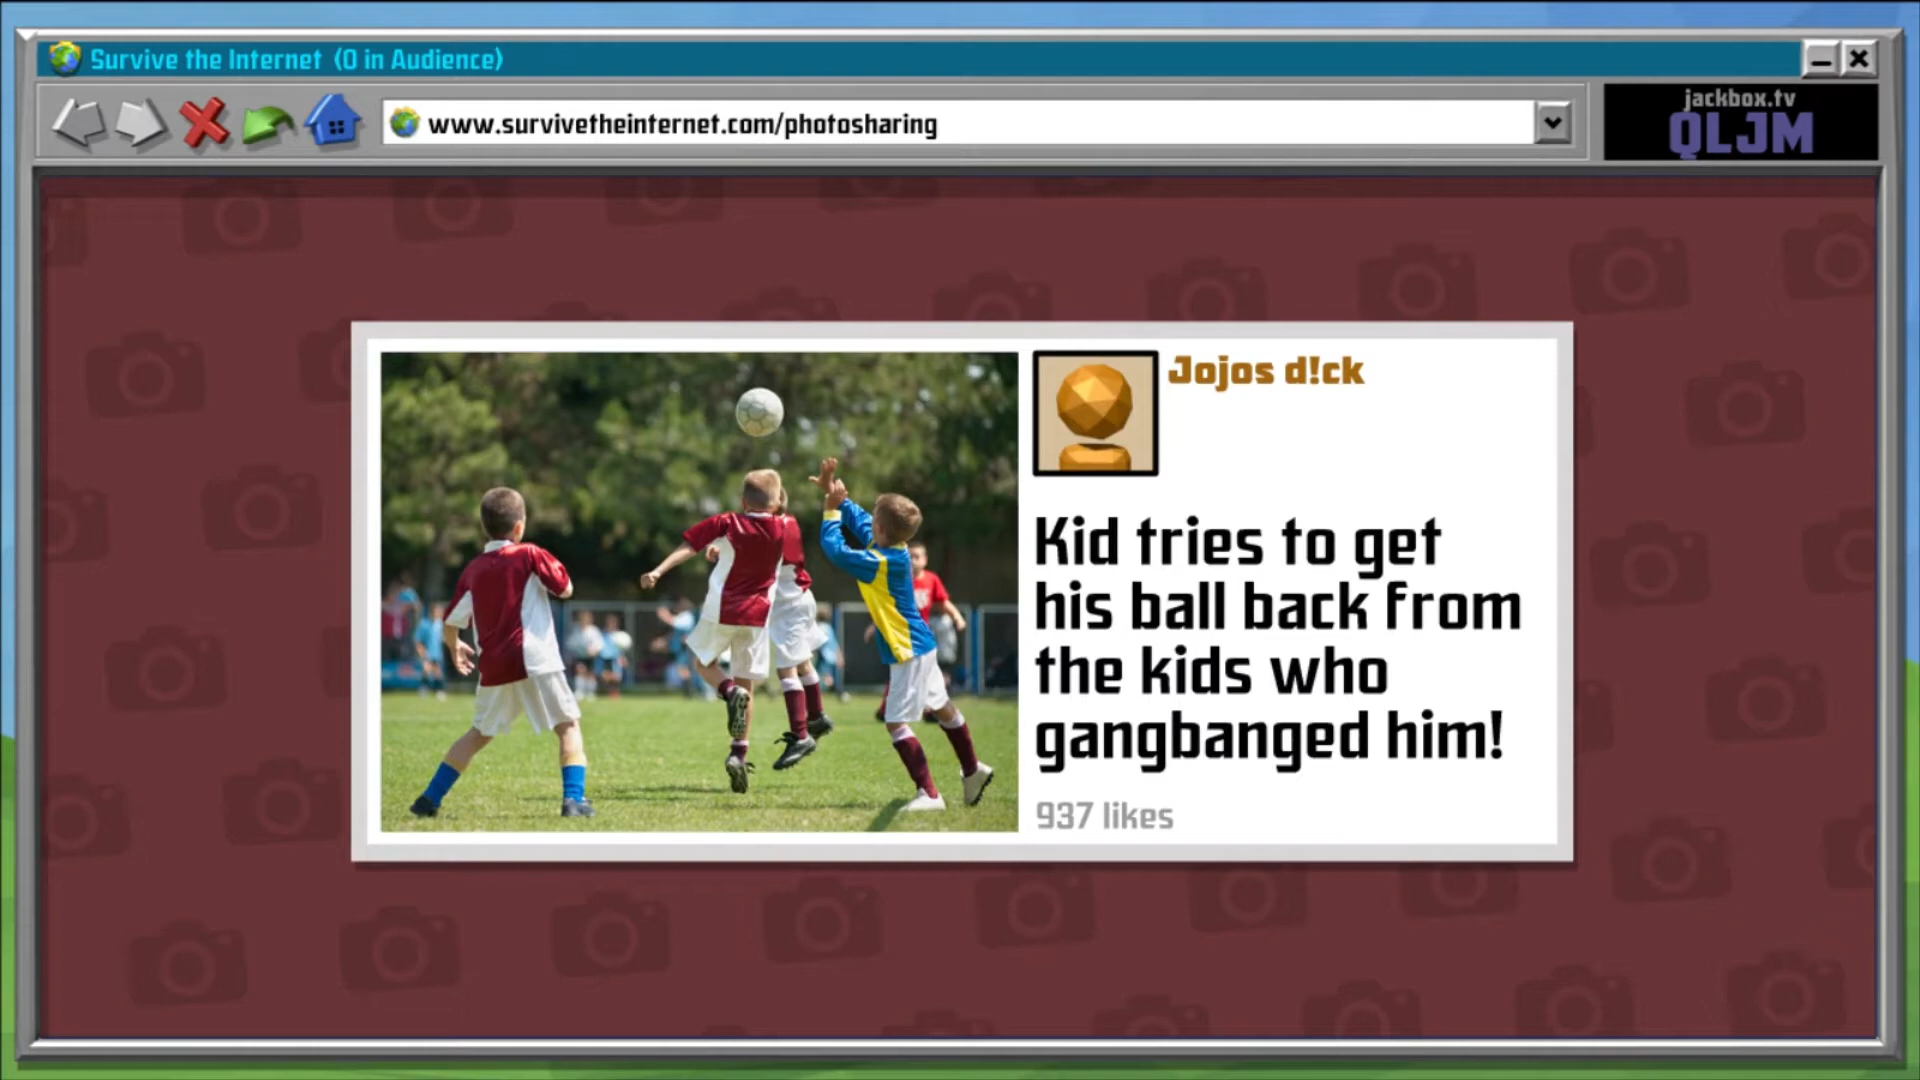 Survive the Internet (0 in Audience)
www.survivetheinternet.com/photosharing
jackbox.tv
QLJM
Jojos d!ck
Kid tries to get
his ball back from
the kids who
gangbanged him!
937 likes